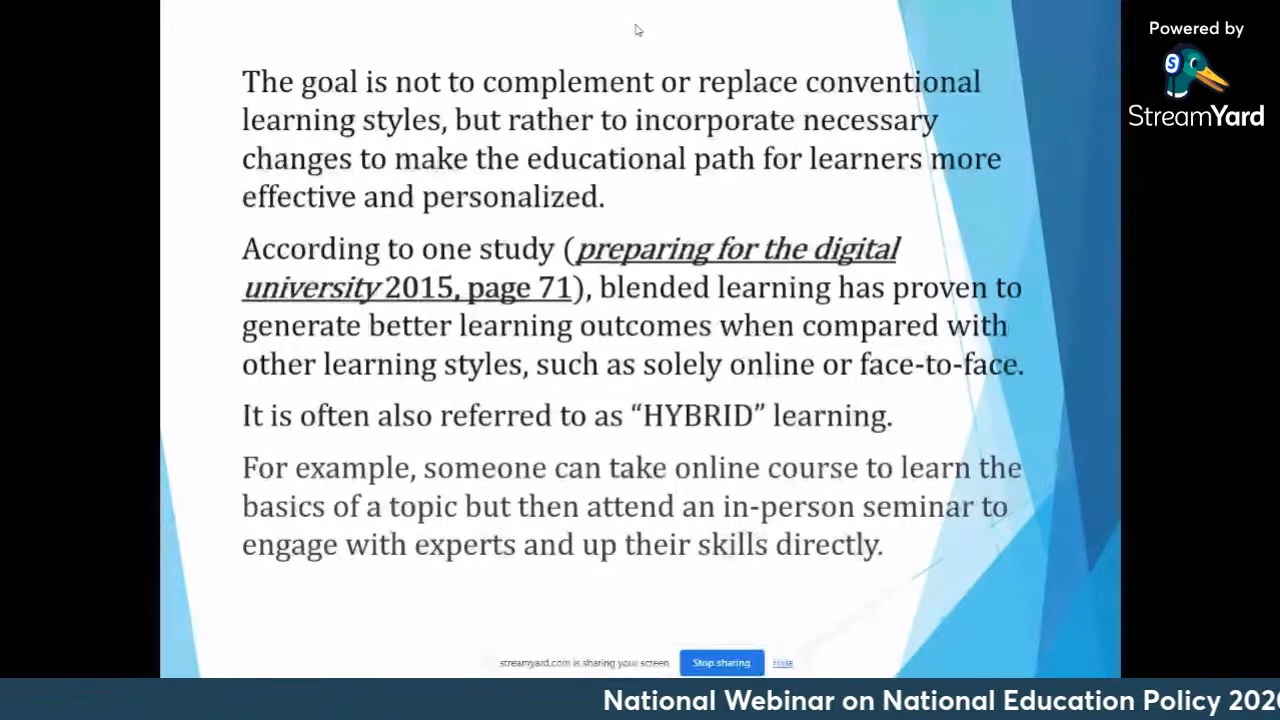 The goal is not to complement or replace conventional
learning styles, but rather to incorporate necessary
changes to make the educational path for learners more
effective and personalized.
According to one study (preparing for the digital
university 2015, page 71), blended learning has proven to
generate better learning outcomes when compared with
other learning styles, such as solely online or face-to-face.
It is often also referred to as “HYBRID” learning.
For example, someone can take online course to learn the
basics of a topic but then attend an in-person seminar to
engage with experts and up their skills directly.
Powered by
S
StreamYard
streamyard.com is sharing your screen. Stop sharing Hide
National Webinar on National Education Policy 2020